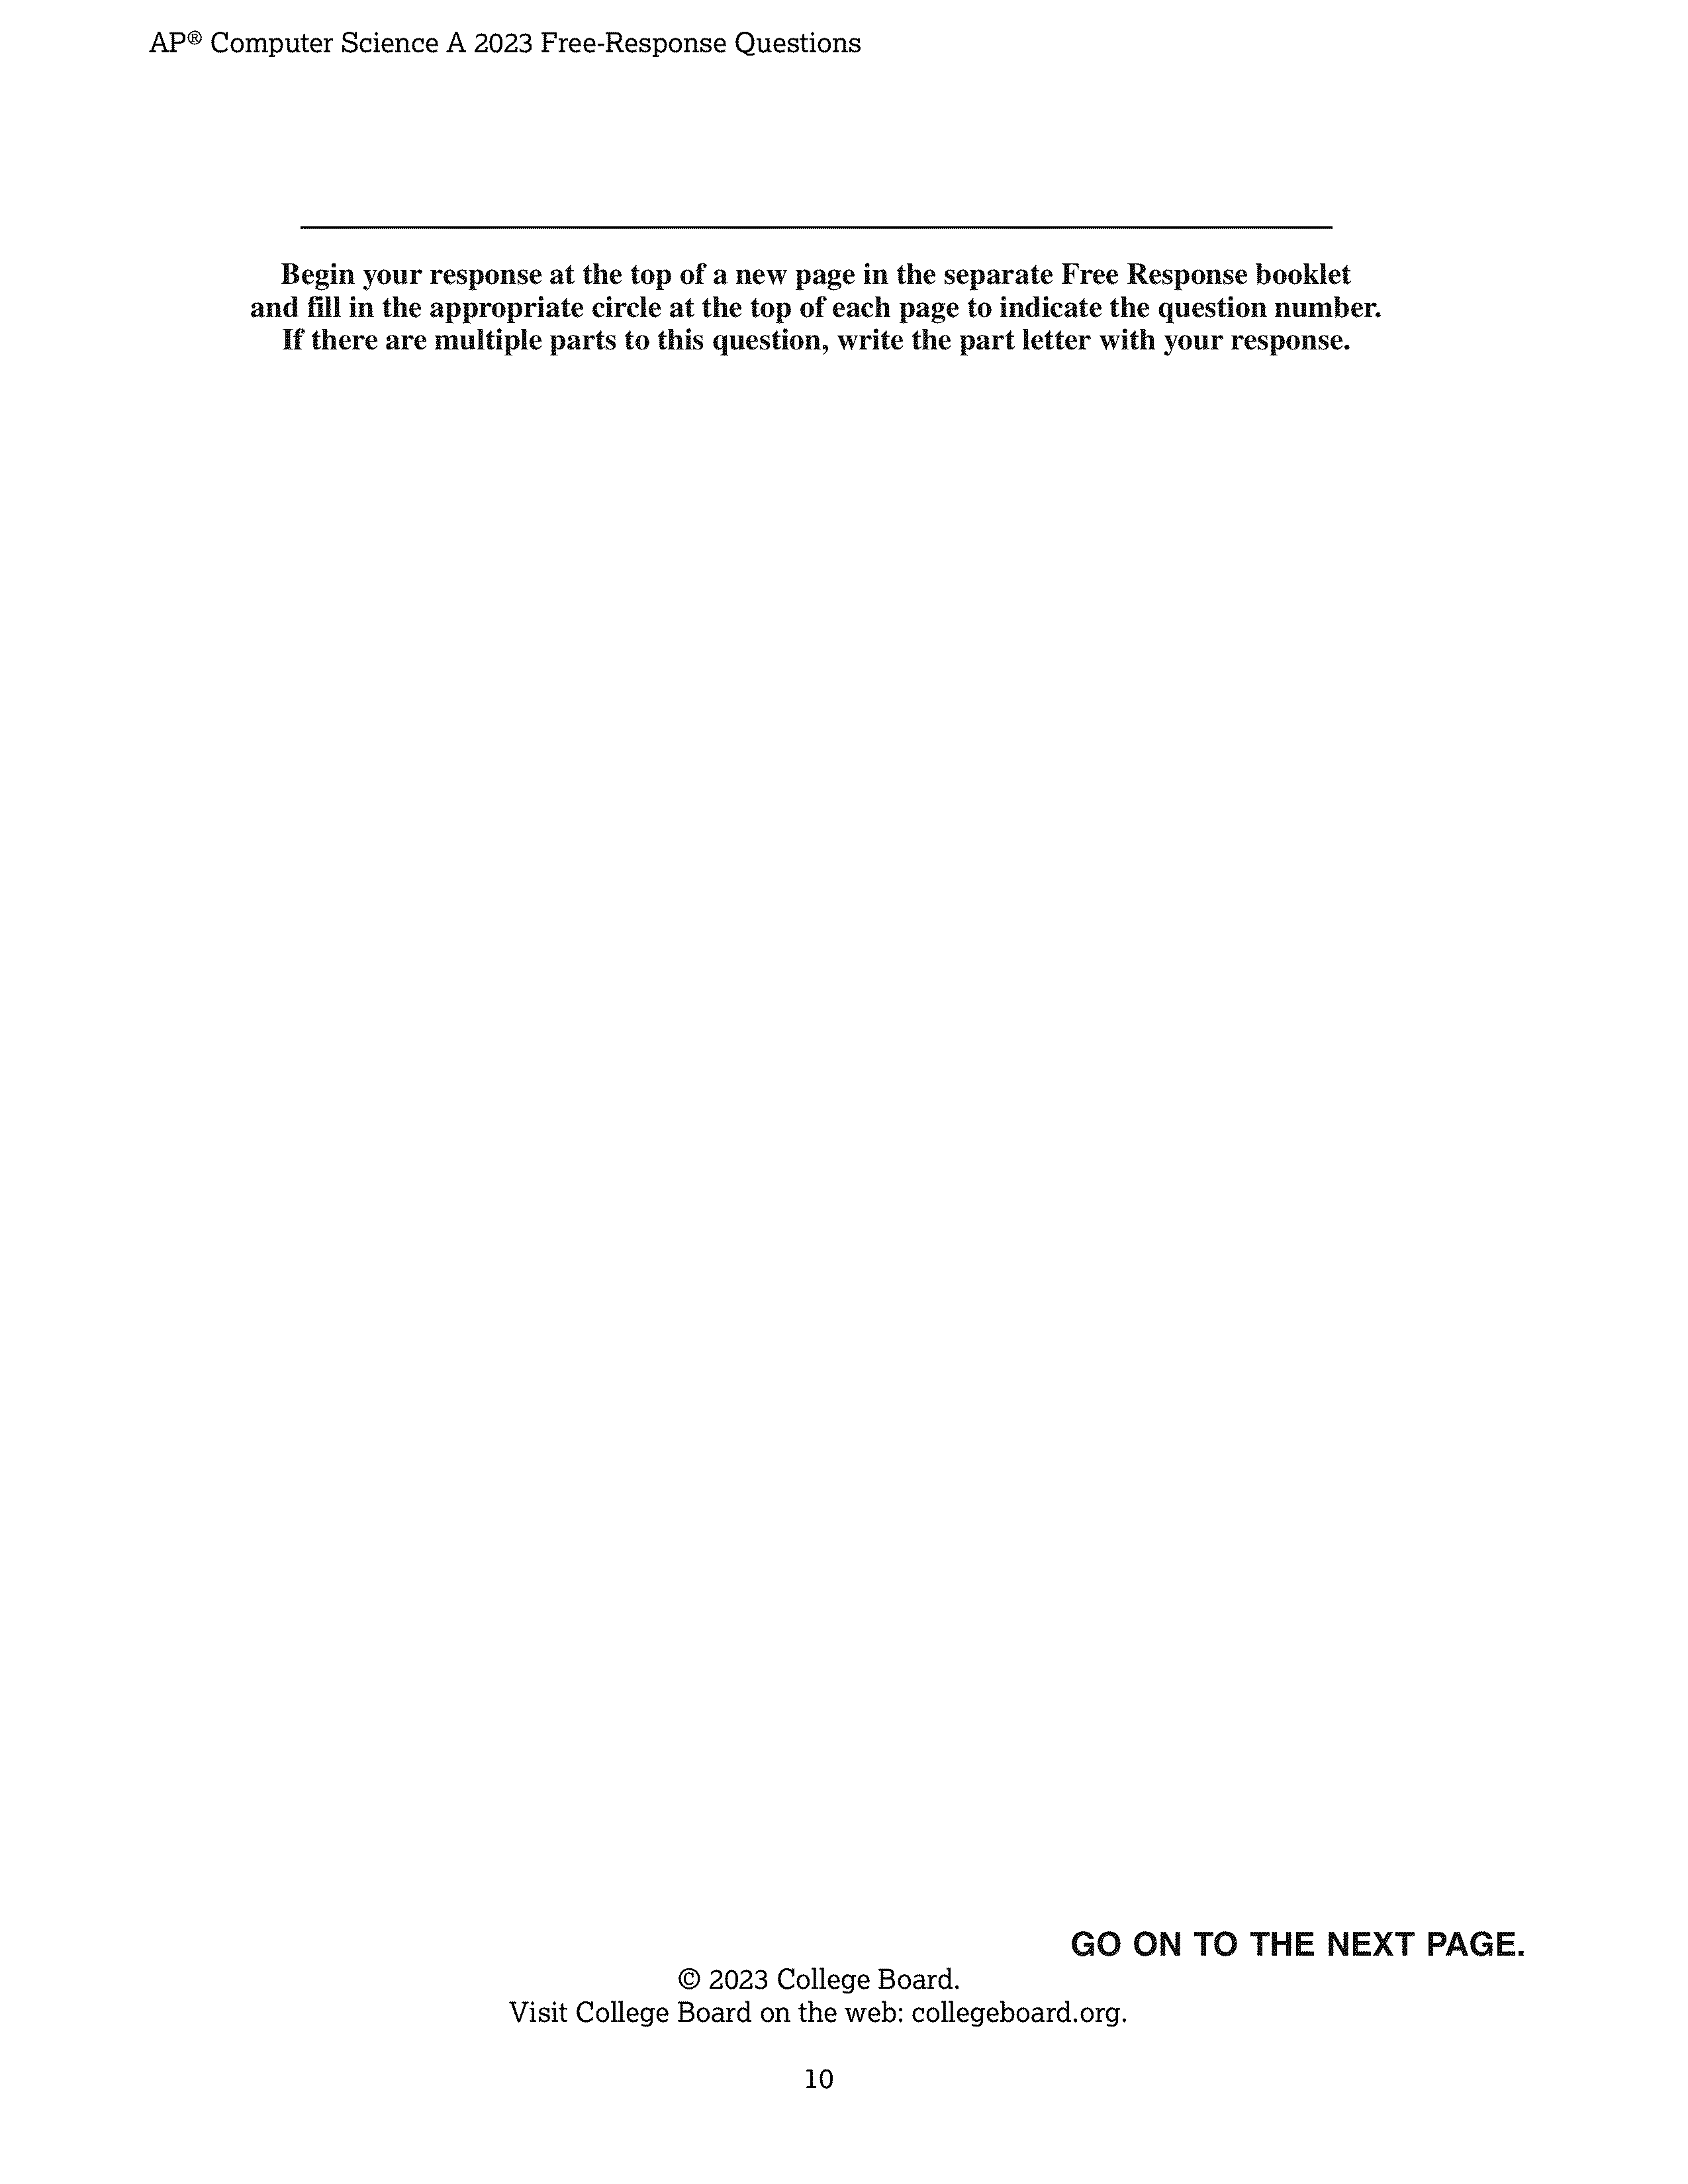 AP® Computer Science A 2023 Free-Response Questions
Begin your response at the top of a new page in the separate Free Response booklet
and fill in the appropriate circle at the top of each page to indicate the question number.
If there are multiple parts to this question, write the part letter with your response.
GO ON TO THE NEXT PAGE.
© 2023 College Board.
Visit College Board on the web: collegeboard.org.
10